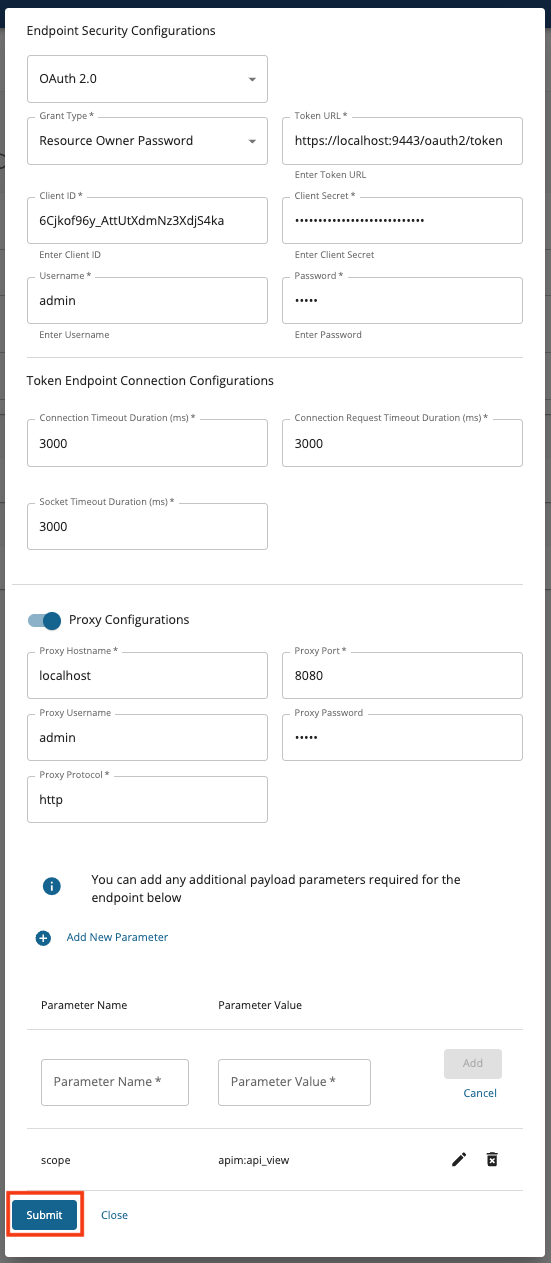 Endpoint Security Configurations
OAuth 2.0
Grant Type *
Resource Owner Password
Token URL *
https://localhost:9443/oauth2/token
Enter Token URL
Client ID *
6Cjkof96y_AttUtXdmNz3XdjS4ka
Enter Client ID
Client Secret *
••••••••••••••••••••••••••••
Enter Client Secret
Username *
admin
Enter Username
Password *
•••••
Enter Password
Token Endpoint Connection Configurations
Connection Timeout Duration (ms) *
3000
Connection Request Timeout Duration (ms) *
3000
Socket Timeout Duration (ms) *
3000
Proxy Configurations
Proxy Hostname *
localhost
Proxy Port *
8080
Proxy Username
admin
Proxy Password
•••••
Proxy Protocol *
http
You can add any additional payload parameters required for the
endpoint below
Add New Parameter
Parameter Name
Parameter Value
Parameter Name *
Parameter Value *
Add
Cancel
scope
apim:api_view
Submit
Close